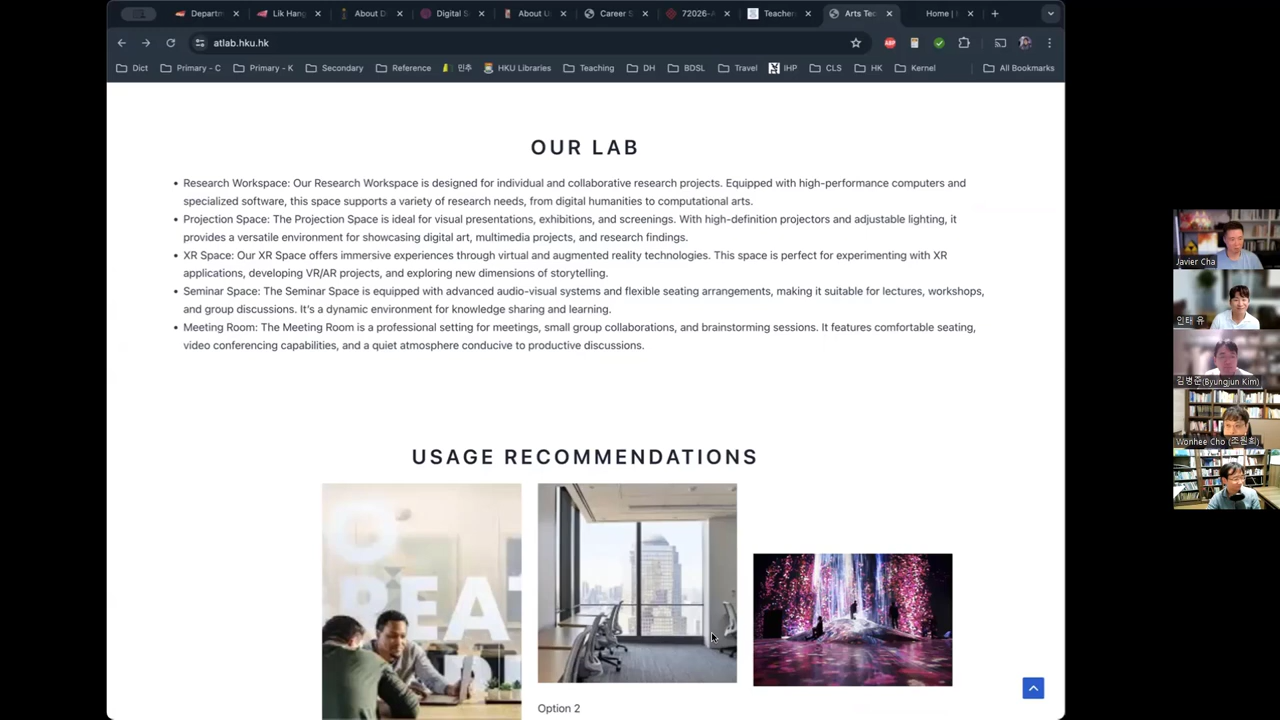 Departm
Lik Hang
About D
Digital S
About U
Career S
72026-
Teacher
Arts Tec
Home |
atlab.hku.hk
ABP
Dict
Primary - C
Primary - K
Secondary
Reference
민주
HKU Libraries
Teaching
DH
BDSL
Travel
IHP
CLS
HK
Kernel
All Bookmarks
OUR LAB
• Research Workspace: Our Research Workspace is designed for individual and collaborative research projects. Equipped with high-performance computers and
specialized software, this space supports a variety of research needs, from digital humanities to computational arts.
• Projection Space: The Projection Space is ideal for visual presentations, exhibitions, and screenings. With high-definition projectors and adjustable lighting, it
provides a versatile environment for showcasing digital art, multimedia projects, and research findings.
• XR Space: Our XR Space offers immersive experiences through virtual and augmented reality technologies. This space is perfect for experimenting with XR
applications, developing VR/AR projects, and exploring new dimensions of storytelling.
• Seminar Space: The Seminar Space is equipped with advanced audio-visual systems and flexible seating arrangements, making it suitable for lectures, workshops,
and group discussions. It's a dynamic environment for knowledge sharing and learning.
• Meeting Room: The Meeting Room is a professional setting for meetings, small group collaborations, and brainstorming sessions. It features comfortable seating,
video conferencing capabilities, and a quiet atmosphere conducive to productive discussions.
USAGE RECOMMENDATIONS
REA
Option 2
Javier Cha
인태 유
김병준(Byungjun Kim)
Wonhee Cho (조원희)